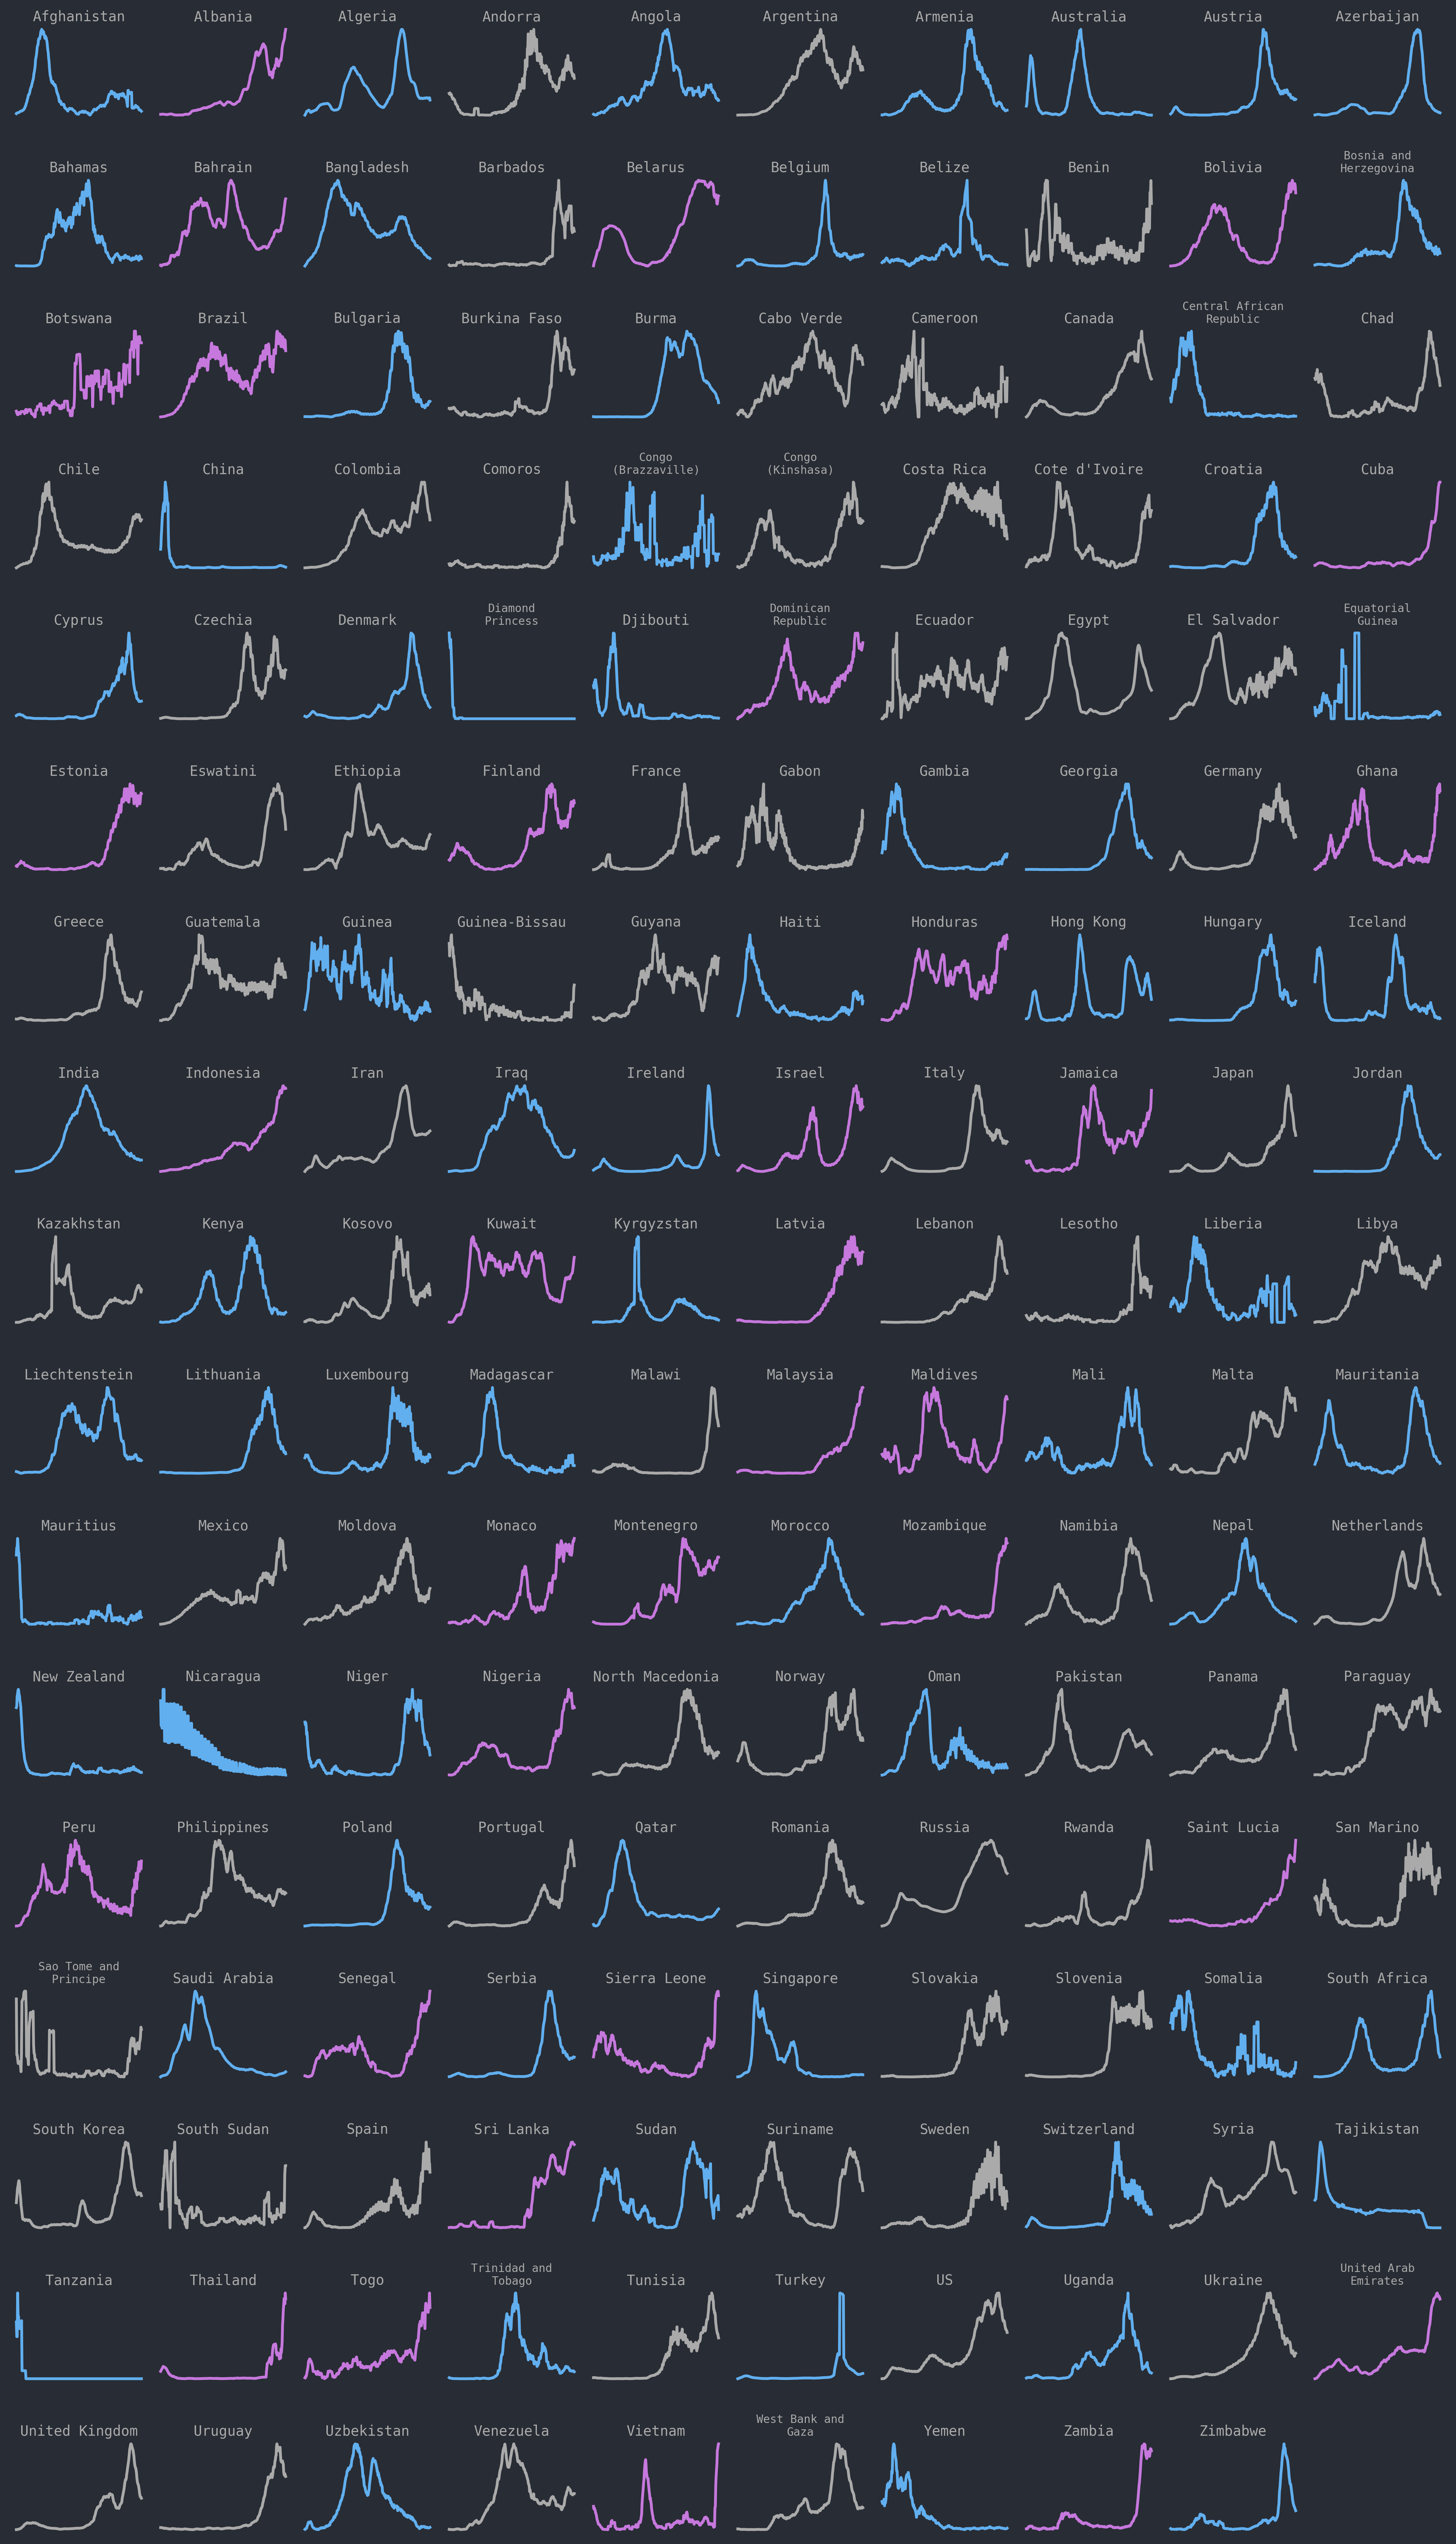 Afghanistan
Albania
Algeria
Andorra
Angola
Argentina
Armenia
Australia
Austria
Azerbaijan
Bahamas
Bahrain
Bangladesh
Barbados
Belarus
Belgium
Belize
Benin
Bolivia
Bosnia and
Herzegovina
Botswana
Brazil
Bulgaria
Burkina Faso
Burma
Cabo Verde
Cameroon
Canada
Central African
Republic
Chad
Chile
China
Colombia
Comoros
Congo
(Brazzaville)
Congo
(Kinshasa)
Costa Rica
Cote d'Ivoire
Croatia
Cuba
Cyprus
Czechia
Denmark
Diamond
Princess
Djibouti
Dominican
Republic
Ecuador
Egypt
El Salvador
Equatorial
Guinea
Estonia
Eswatini
Ethiopia
Finland
France
Gabon
Gambia
Georgia
Germany
Ghana
Greece
Guatemala
Guinea
Guinea-Bissau
Guyana
Haiti
Honduras
Hong Kong
Hungary
Iceland
India
Indonesia
Iran
Iraq
Ireland
Israel
Italy
Jamaica
Japan
Jordan
Kazakhstan
Kenya
Kosovo
Kuwait
Kyrgyzstan
Latvia
Lebanon
Lesotho
Liberia
Libya
Liechtenstein
Lithuania
Luxembourg
Madagascar
Malawi
Malaysia
Maldives
Mali
Malta
Mauritania
Mauritius
Mexico
Moldova
Monaco
Montenegro
Morocco
Mozambique
Namibia
Nepal
Netherlands
New Zealand
Nicaragua
Niger
Nigeria
North Macedonia
Norway
Oman
Pakistan
Panama
Paraguay
Peru
Philippines
Poland
Portugal
Qatar
Romania
Russia
Rwanda
Saint Lucia
San Marino
Sao Tome and
Principe
Saudi Arabia
Senegal
Serbia
Sierra Leone
Singapore
Slovakia
Slovenia
Somalia
South Africa
South Korea
South Sudan
Spain
Sri Lanka
Sudan
Suriname
Sweden
Switzerland
Syria
Tajikistan
Tanzania
Thailand
Togo
Trinidad and
Tobago
Tunisia
Turkey
US
Uganda
Ukraine
United Arab
Emirates
United Kingdom
Uruguay
Uzbekistan
Venezuela
Vietnam
West Bank and
Gaza
Yemen
Zambia
Zimbabwe